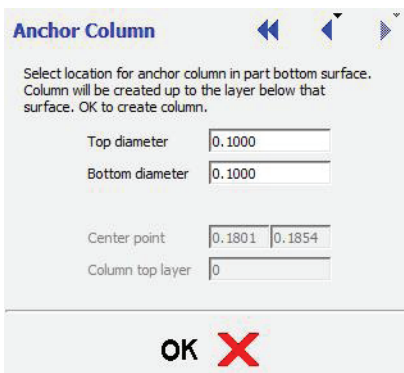 Anchor Column
Select location for anchor column in part bottom surface.
Column will be created up to the layer below that
surface. OK to create column.
Top diameter 0.1000
Bottom diameter 0.1000
Center point 0.1801 0.1854
Column top layer 0
OK